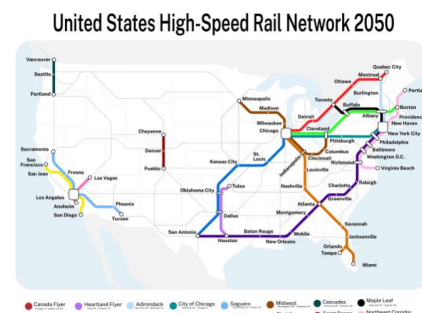 United States High-Speed Rail Network 2050
Vancouver
Seattle
Portland
Quebec City
Montreal
Ottawa
Burlington
Toronto
Buffalo
Albany
Boston
Providence
New Haven
New York City
Philadelphia
Baltimore
Washington D.C.
Minneapolis
Madison
Milwaukee
Chicago
Detroit
Cleveland
Pittsburgh
Columbus
Cincinnati
Indianapolis
Louisville
Richmond
Virginia Beach
Raleigh
Charlotte
Greenville
Nashville
Atlanta
Montgomery
Savannah
Jacksonville
Orlando
Tampa
Miami
Cheyenne
Denver
Pueblo
Kansas City
St.
Louis
Oklahoma City
Tulsa
Dallas
San Antonio
Houston
Baton Rouge
New Orleans
Mobile
Sacramento
San
Francisco
San Jose
Fresno
Las Vegas
Los Angeles
Anaheim
San Diego
Phoenix
Tucson
Canada Flyer
Heartland Flyer
Adirondack
City of Chicago
Saguaro
Midwest
Cascades
Maple Leaf
Northeast Corridor